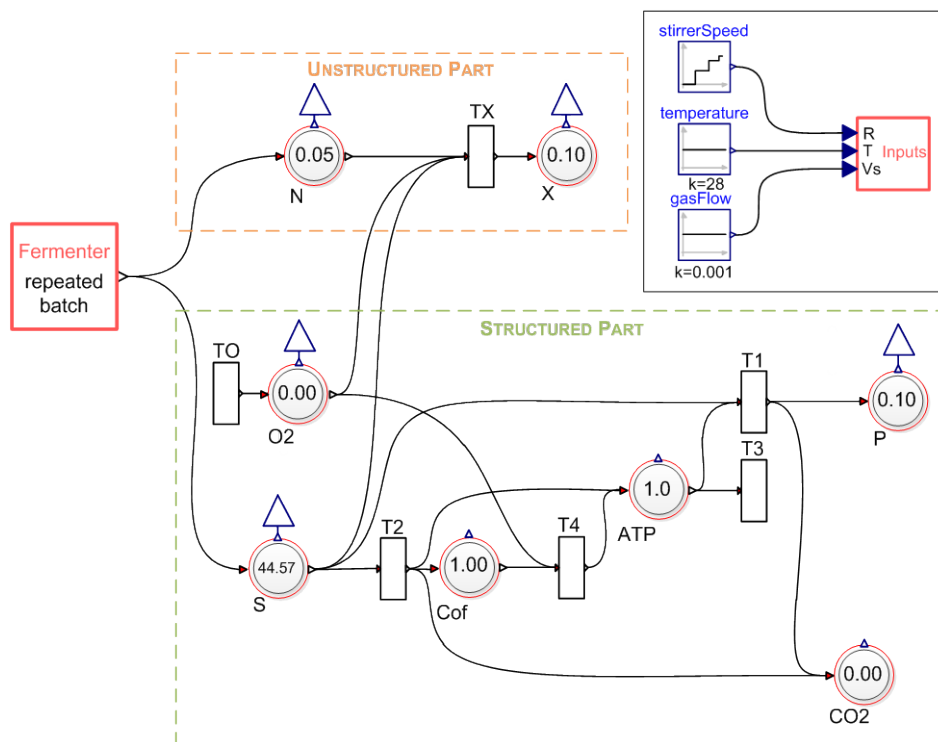 stirrerSpeed
UNSTRUCTURED PART
TX
temperature
R
0.05
0.10
T
Inputs
Vs
N
X
k=28
gasFlow
Fermenter
repeated
batch
k=0.001
STRUCTURED PART
TO
T1
0.00
0.10
O2
P
T3
1.0
T2
T4
ATP
44.57
1.00
S
Cof
0.00
CO2